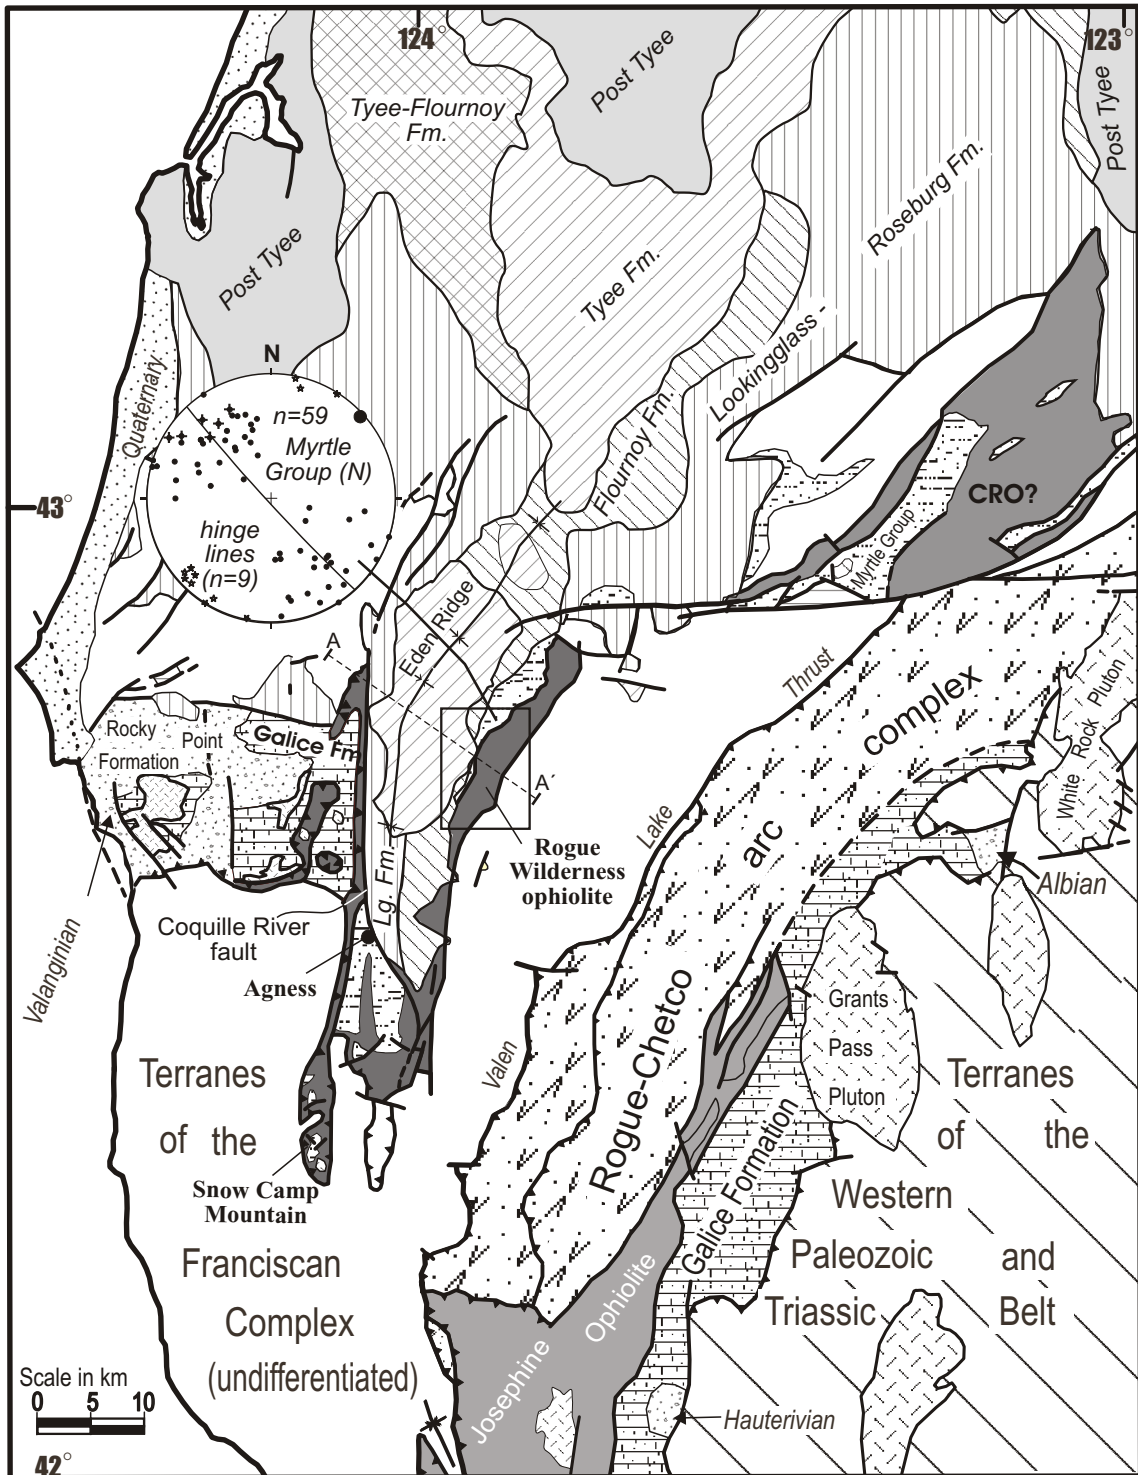 124°
123°
Tyee-Flournoy
Fm.
Post Tyee
Post Tyee
Roseburg Fm.
Post Tyee
Tyee Fm.
Lookingglass -
Flournoy Fm.
Quaternary
N
n=59
Myrtle
Group (N)
hinge
lines
(n=9)
43°
CRO?
Myrtle Group
Eden Ridge
A
A´
Thrust
Lake
Valen
Rocky
Point
Formation
Galice Fm
Rogue
Wilderness
ophiolite
complex
arc
Rogue-Chetco
White Rock Pluton
Albian
Lg. Fm.
Coquille River
fault
Agness
Valanginian
Grants
Pass
Pluton
Terranes
of the
Franciscan
Complex
(undifferentiated)
Snow Camp
Mountain
Terranes
of the
Western
Paleozoic and
Triassic Belt
Galice Formation
Josephine Ophiolite
Hauterivian
Scale in km
0 5 10
42°